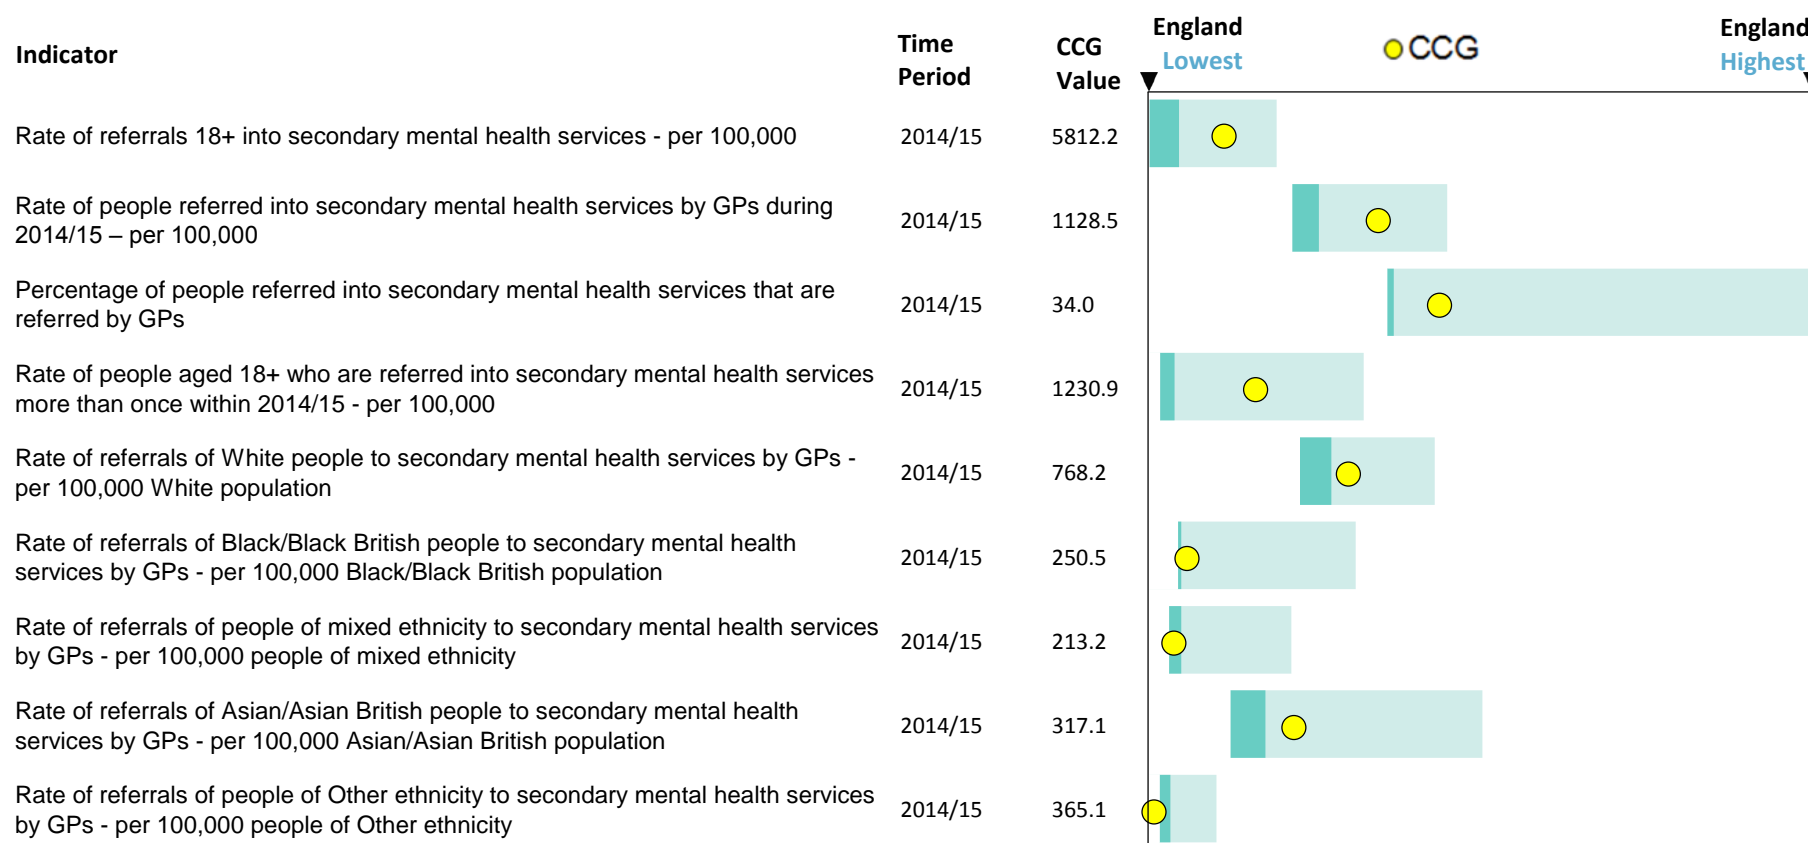 Indicator
Time Period
CCG Value
England Lowest
CCG
England Highest
Rate of referrals 18+ into secondary mental health services - per 100,000
2014/15
5812.2
Rate of people referred into secondary mental health services by GPs during
2014/15 – per 100,000
2014/15
1128.5
Percentage of people referred into secondary mental health services that are
referred by GPs
2014/15
34.0
Rate of people aged 18+ who are referred into secondary mental health services
more than once within 2014/15 - per 100,000
2014/15
1230.9
Rate of referrals of White people to secondary mental health services by GPs -
per 100,000 White population
2014/15
768.2
Rate of referrals of Black/Black British people to secondary mental health
services by GPs - per 100,000 Black/Black British population
2014/15
250.5
Rate of referrals of people of mixed ethnicity to secondary mental health services
by GPs - per 100,000 people of mixed ethnicity
2014/15
213.2
Rate of referrals of Asian/Asian British people to secondary mental health
services by GPs - per 100,000 Asian/Asian British population
2014/15
317.1
Rate of referrals of people of Other ethnicity to secondary mental health services
by GPs - per 100,000 people of Other ethnicity
2014/15
365.1